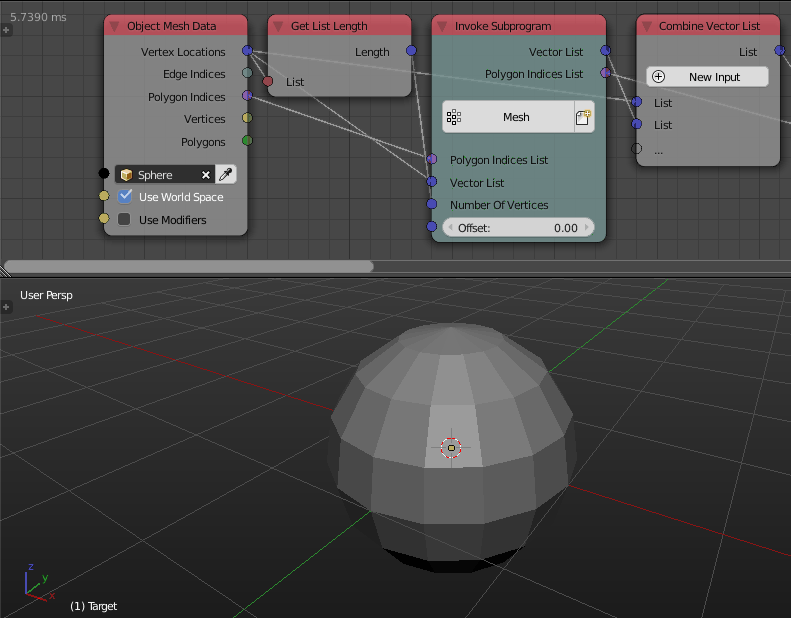 5.7390 ms
Object Mesh Data
Vertex Locations
Edge Indices
Polygon Indices
Vertices
Polygons
Sphere
Use World Space
Use Modifiers
Get List Length
Length
List
Invoke Subprogram
Vector List
Polygon Indices List
Mesh
Polygon Indices List
Vector List
Number Of Vertices
Offset: 0.00
Combine Vector List
List
New Input
List
List
...
User Persp
z
y
x
(1) Target